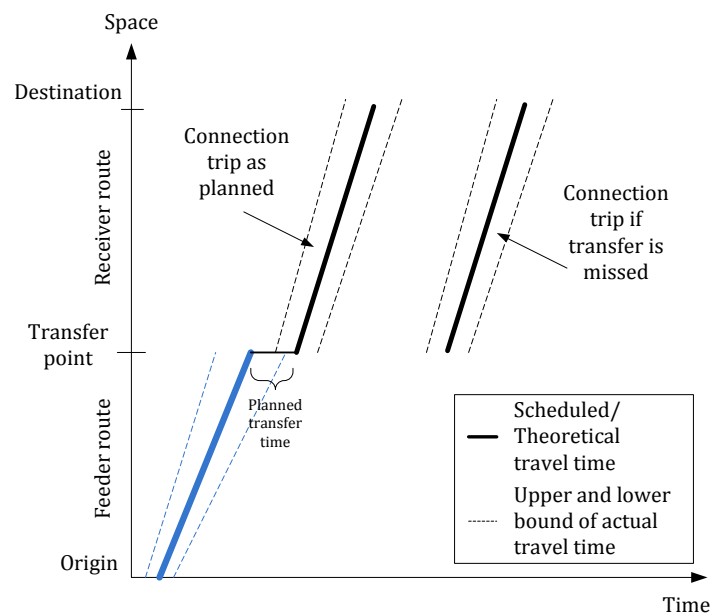 Space
Destination
Connection
trip as
planned
Connection
trip if
transfer is
missed
Receiver route
Transfer
point
Planned
transfer
time
Feeder route
Scheduled/
Theoretical
travel time
Upper and lower
bound of actual
travel time
Origin
Time